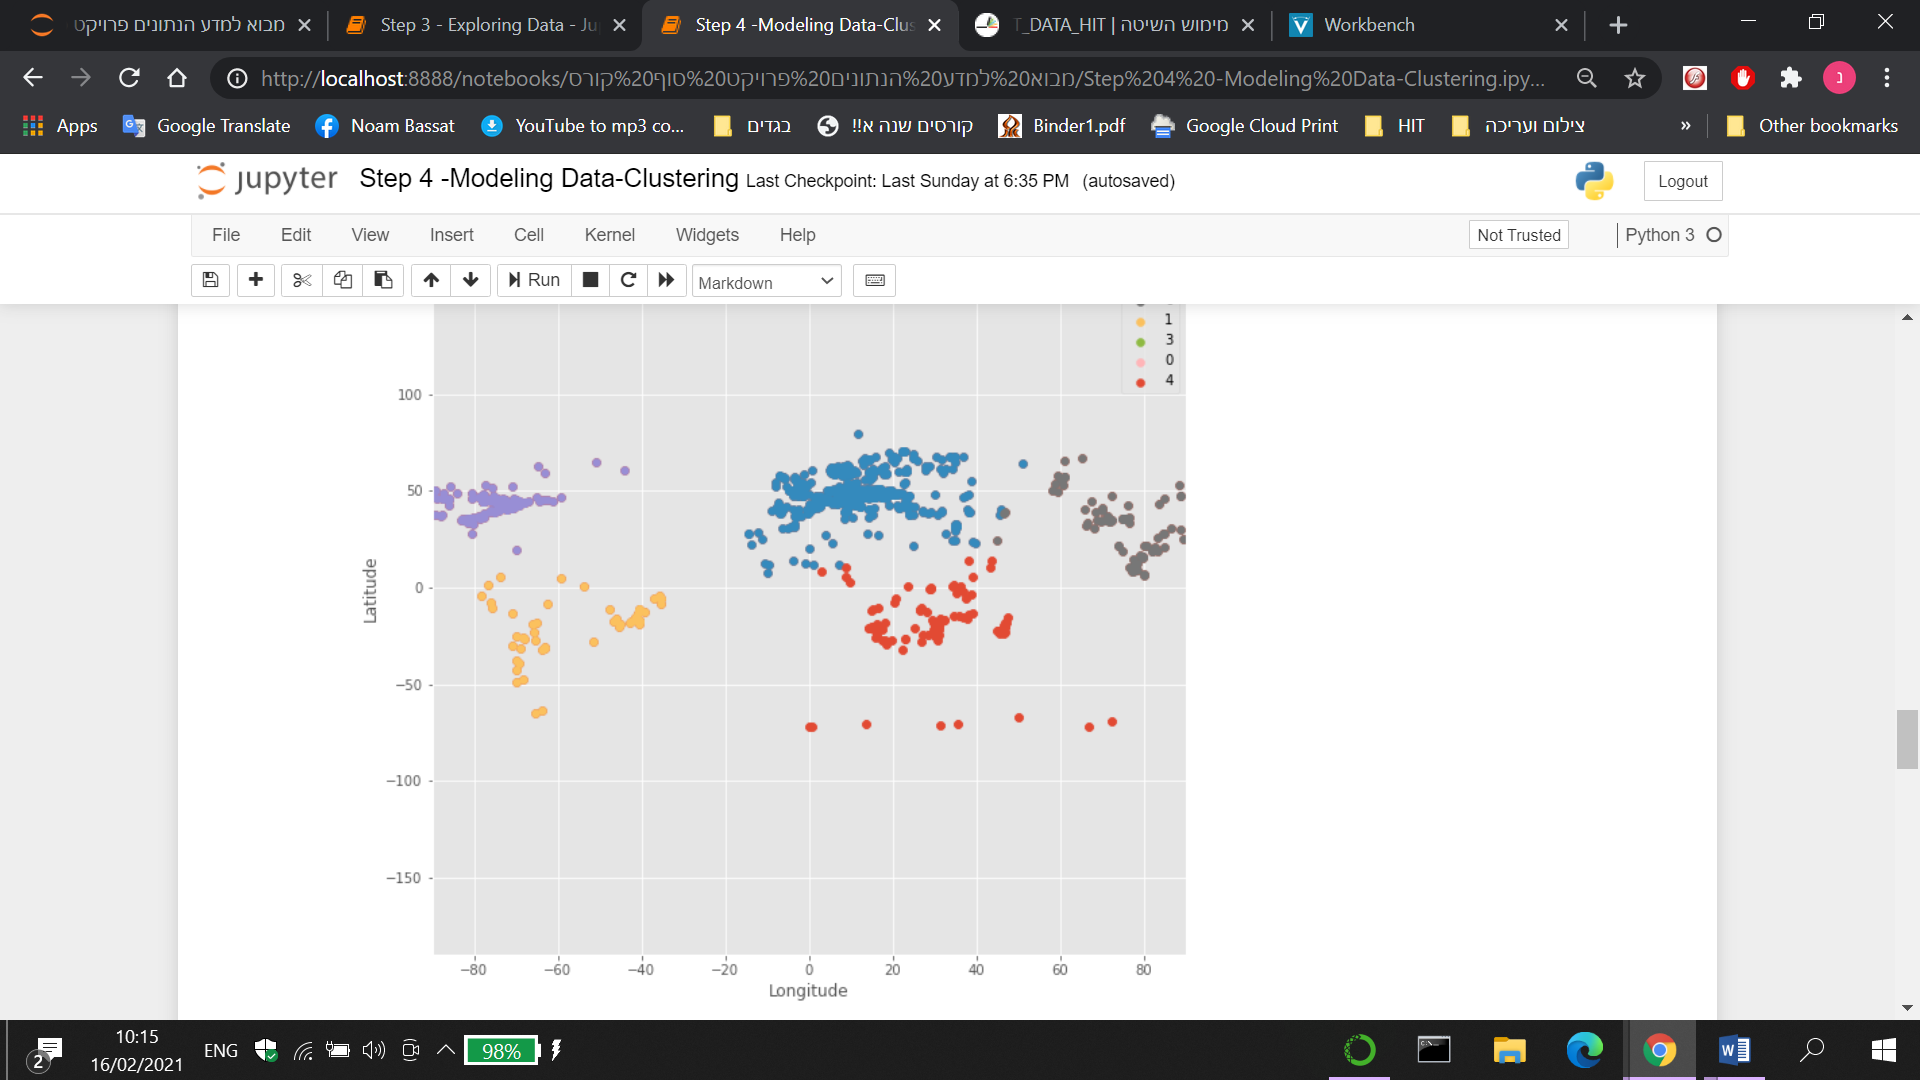 מבוא למדע הנתונים פרויקט
Step 3 - Exploring Data - Ju
Step 4 -Modeling Data-Clus
T_DATA_HIT | מימוש השיטה
Workbench
http://localhost:8888/notebooks/מבוא%20למדע%20הנתונים%20פרויקט%20סוף%20קורס/Step%204%20-Modeling%20Data-Clustering.ipy...
נ
Apps
Google Translate
Noam Bassat
YouTube to mp3 co...
בגדים
קורסים שנה א!!
Binder1.pdf
Google Cloud Print
HIT
צילום ועריכה
»
Other bookmarks
jupyter
Step 4 -Modeling Data-Clustering Last Checkpoint: Last Sunday at 6:35 PM (autosaved)
Logout
File Edit View Insert Cell Kernel Widgets Help
Not Trusted
Python 3
Run
Markdown
1
3
0
4
100
50
0
−50
−100
−150
Latitude
−80 −60 −40 −20 0 20 40 60 80
Longitude
2
10:15
16/02/2021
ENG
98%